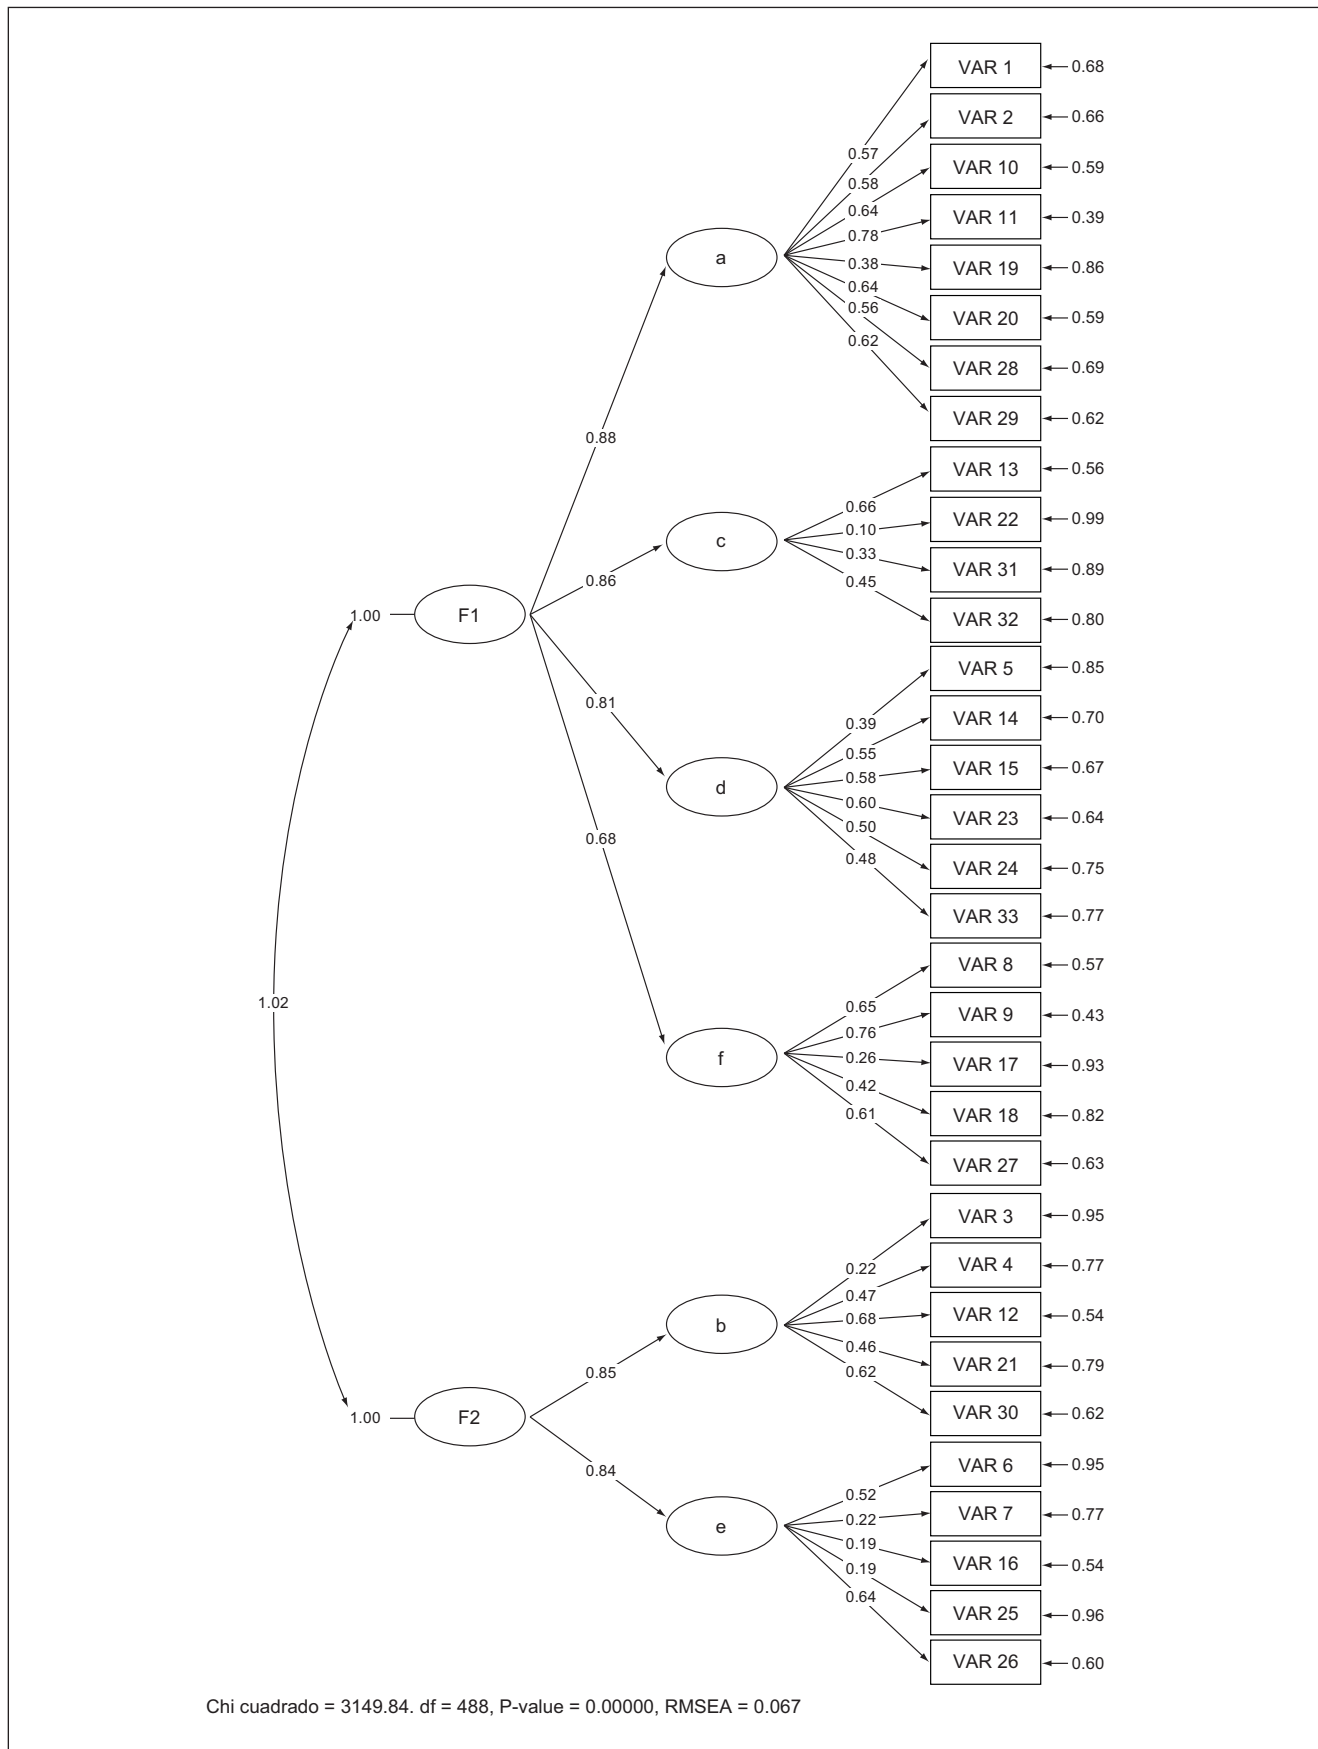 VAR 1 0.68
VAR 2 0.66
0.57
VAR 10 0.59
0.58
0.64
VAR 11 0.39
0.78
a
0.38
VAR 19 0.86
0.64
0.56
VAR 20 0.59
0.62
VAR 28 0.69
VAR 29 0.62
0.88
VAR 13 0.56
0.66
VAR 22 0.99
0.10
c
0.33
VAR 31 0.89
0.86
0.45
1.00 F1
VAR 32 0.80
VAR 5 0.85
0.81
VAR 14 0.70
0.39
0.55
VAR 15 0.67
0.58
d
0.60
VAR 23 0.64
0.50
0.68
0.48
VAR 24 0.75
VAR 33 0.77
VAR 8 0.57
1.02
0.65
VAR 9 0.43
0.76
f
0.26
VAR 17 0.93
0.42
0.61
VAR 18 0.82
VAR 27 0.63
VAR 3 0.95
0.22
VAR 4 0.77
0.47
0.68
VAR 12 0.54
b
0.46
VAR 21 0.79
0.85
0.62
VAR 30 0.62
1.00 F2
VAR 6 0.95
0.84
0.52
VAR 7 0.77
0.22
e
0.19
VAR 16 0.54
0.19
0.64
VAR 25 0.96
VAR 26 0.60
Chi cuadrado = 3149.84. df = 488, P-value = 0.00000, RMSEA = 0.067